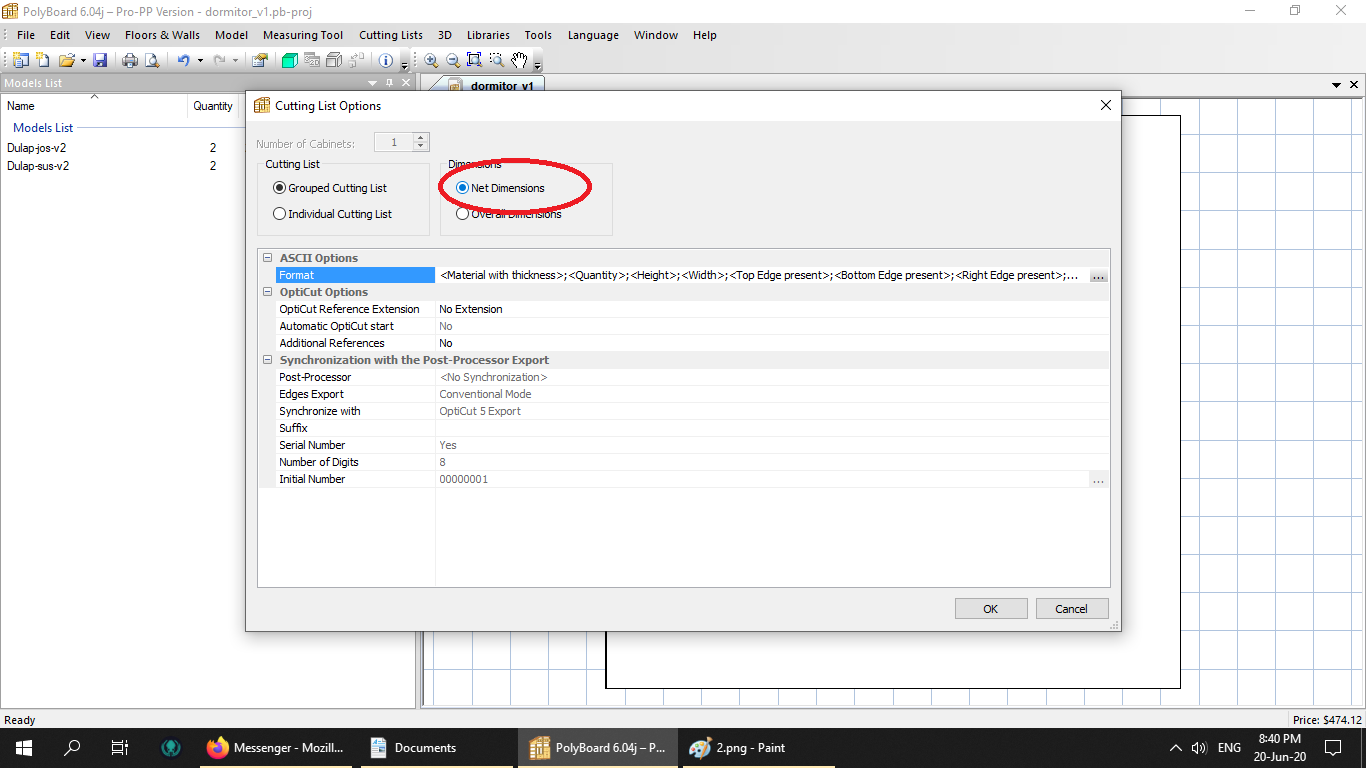 PolyBoard 6.04j – Pro-PP Version - dormitor_v1.pb-proj
File Edit View Floors & Walls Model Measuring Tool Cutting Lists 3D Libraries Tools Language Window Help
Models List
dormitor_v1
Name Quantity
Models List
Dulap-jos-v2 2
Dulap-sus-v2 2
Cutting List Options
Number of Cabinets: 1
Cutting List
Grouped Cutting List
Individual Cutting List
Dimensions
Net Dimensions
Overall Dimensions
ASCII Options
Format <Material with thickness>;<Quantity>;<Height>;<Width>;<Top Edge present>;<Bottom Edge present>;<Right Edge present>;... ...
OptiCut Options
OptiCut Reference Extension No Extension
Automatic OptiCut start No
Additional References No
Synchronization with the Post-Processor Export
Post-Processor <No Synchronization>
Edges Export Conventional Mode
Synchronize with OptiCut 5 Export
Suffix
Serial Number Yes
Number of Digits 8
Initial Number 00000001 ...
OK Cancel
Ready Price: $474.12
Messenger - Mozill... Documents PolyBoard 6.04j – P... 2.png - Paint ENG
8:40 PM
20-Jun-20